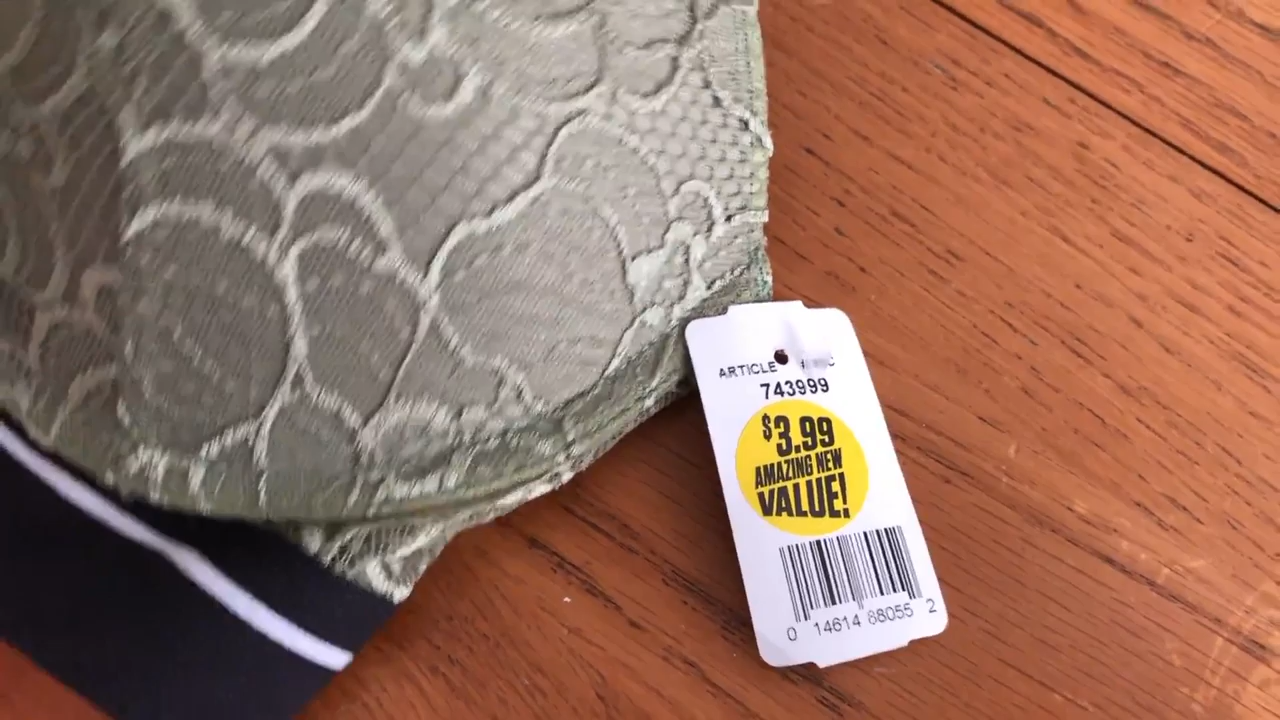 ARTICLE
743999
$3.99
AMAZING NEW
VALUE!
0 14614 88055 2